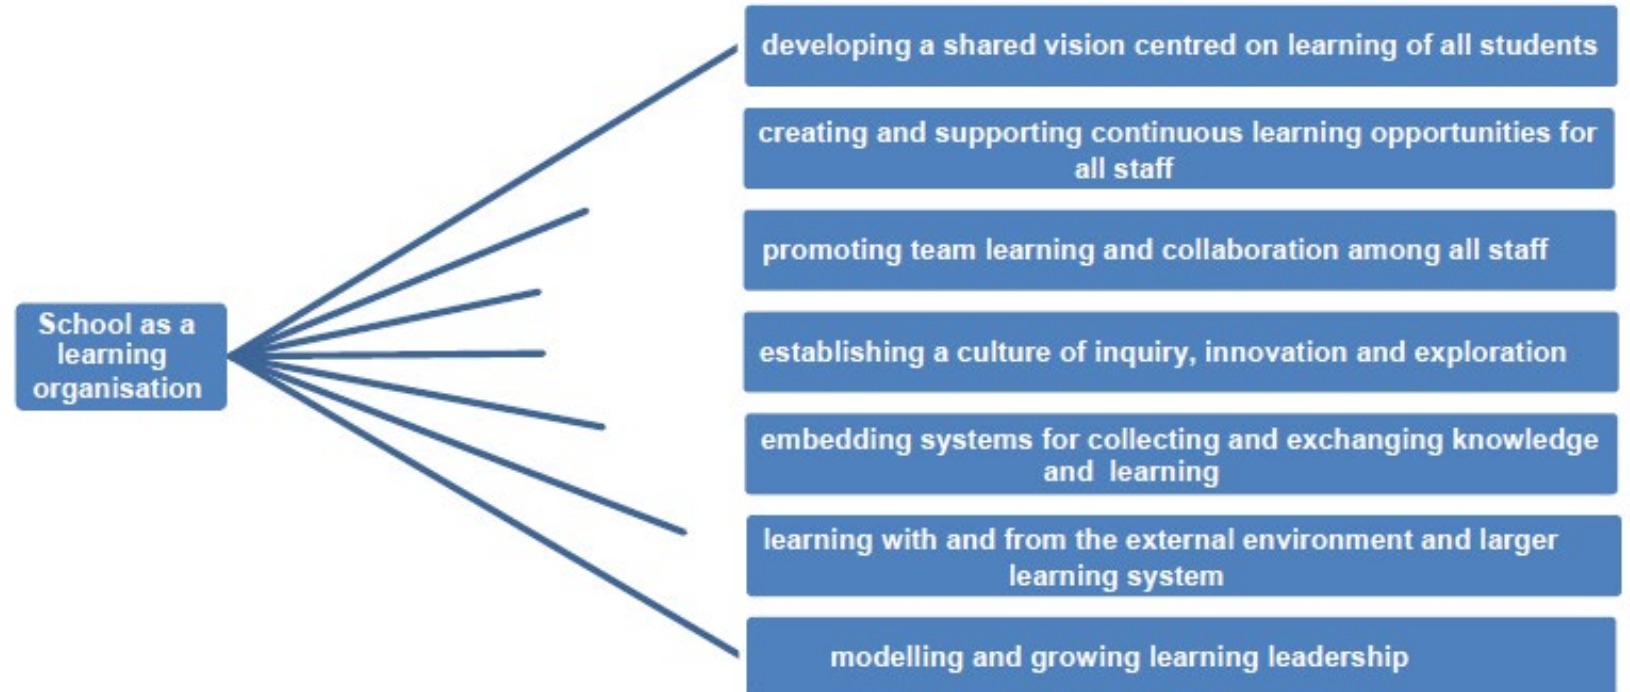 School as a
learning
organisation
developing a shared vision centred on learning of all students
creating and supporting continuous learning opportunities for
all staff
promoting team learning and collaboration among all staff
establishing a culture of inquiry, innovation and exploration
embedding systems for collecting and exchanging knowledge
and learning
learning with and from the external environment and larger
learning system
modelling and growing learning leadership